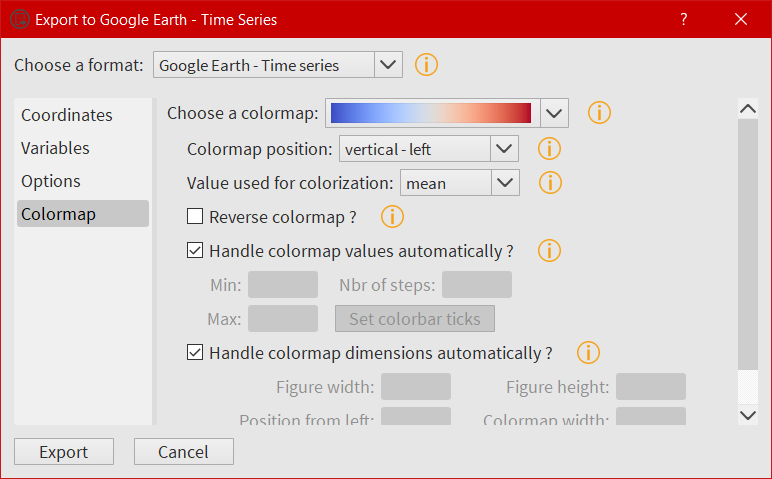 Export to Google Earth - Time Series ?
Choose a format: Google Earth - Time series
Coordinates
Variables
Options
Colormap
Choose a colormap:
Colormap position: vertical - left
Value used for colorization: mean
Reverse colormap ?
Handle colormap values automatically ?
Min: Nbr of steps:
Max: Set colorbar ticks
Handle colormap dimensions automatically ?
Figure width: Figure height:
Position from left: Colormap width:
Export Cancel